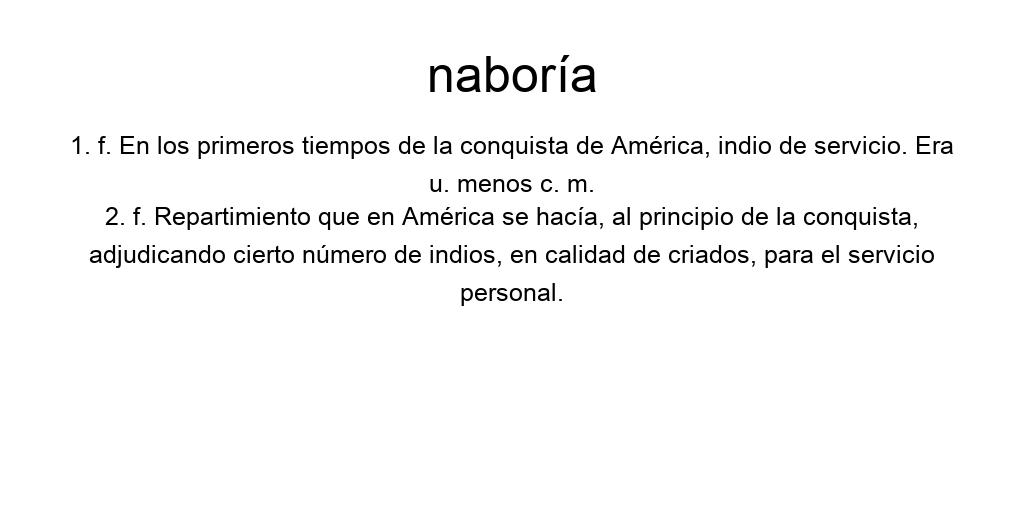 naboría
1. f. En los primeros tiempos de la conquista de América, indio de servicio. Era
u. menos c. m.
2. f. Repartimiento que en América se hacía, al principio de la conquista,
adjudicando cierto número de indios, en calidad de criados, para el servicio
personal.